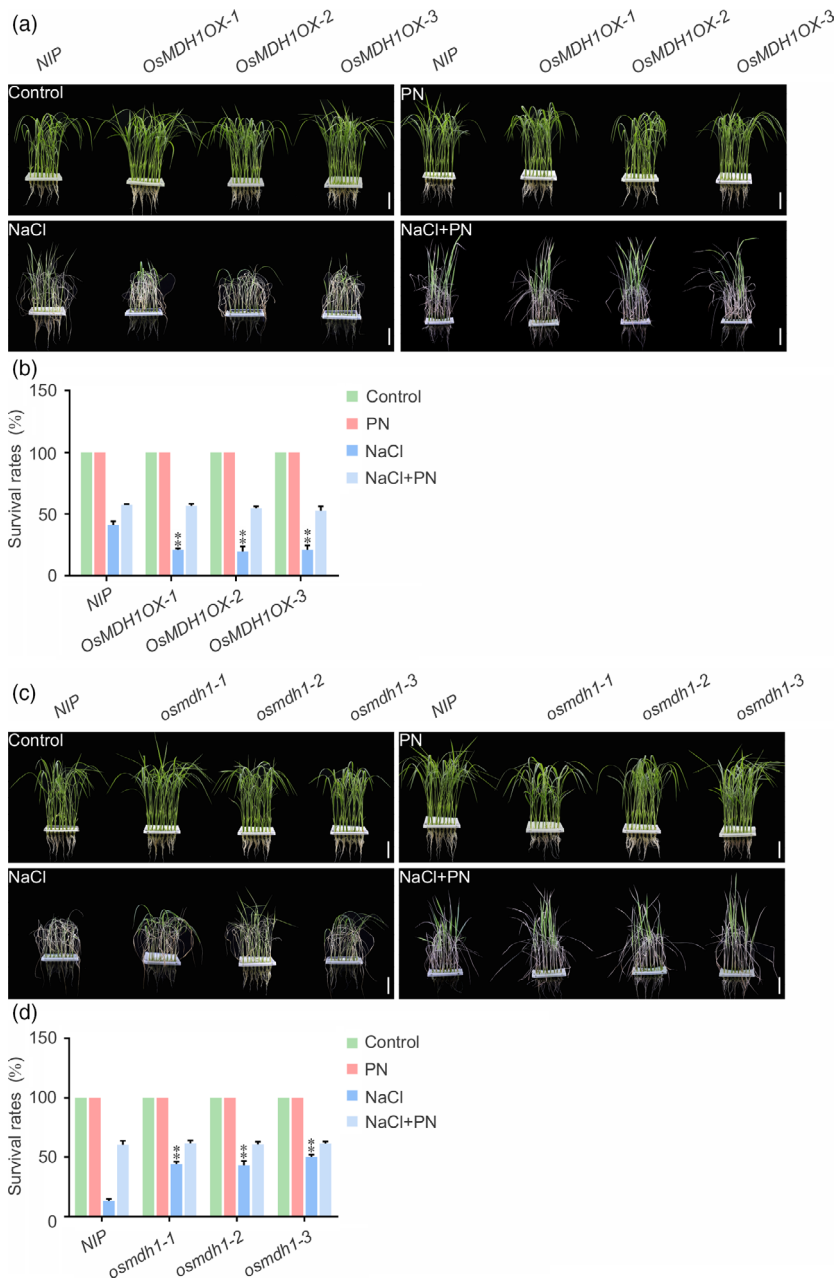 (a)
NIP OsMDH1OX-1 OsMDH1OX-2 OsMDH1OX-3 NIP OsMDH1OX-1 OsMDH1OX-2 OsMDH1OX-3
Control PN
NaCl NaCl+PN
(b)
150
100
50
0
Survival rates (%)
Control
PN
NaCl
NaCl+PN
** ** **
NIP OsMDH1OX-1 OsMDH1OX-2 OsMDH1OX-3
(c)
NIP osmdh1-1 osmdh1-2 osmdh1-3 NIP osmdh1-1 osmdh1-2 osmdh1-3
Control PN
NaCl NaCl+PN
(d)
150
100
50
0
Survival rates (%)
Control
PN
NaCl
NaCl+PN
** ** **
NIP osmdh1-1 osmdh1-2 osmdh1-3